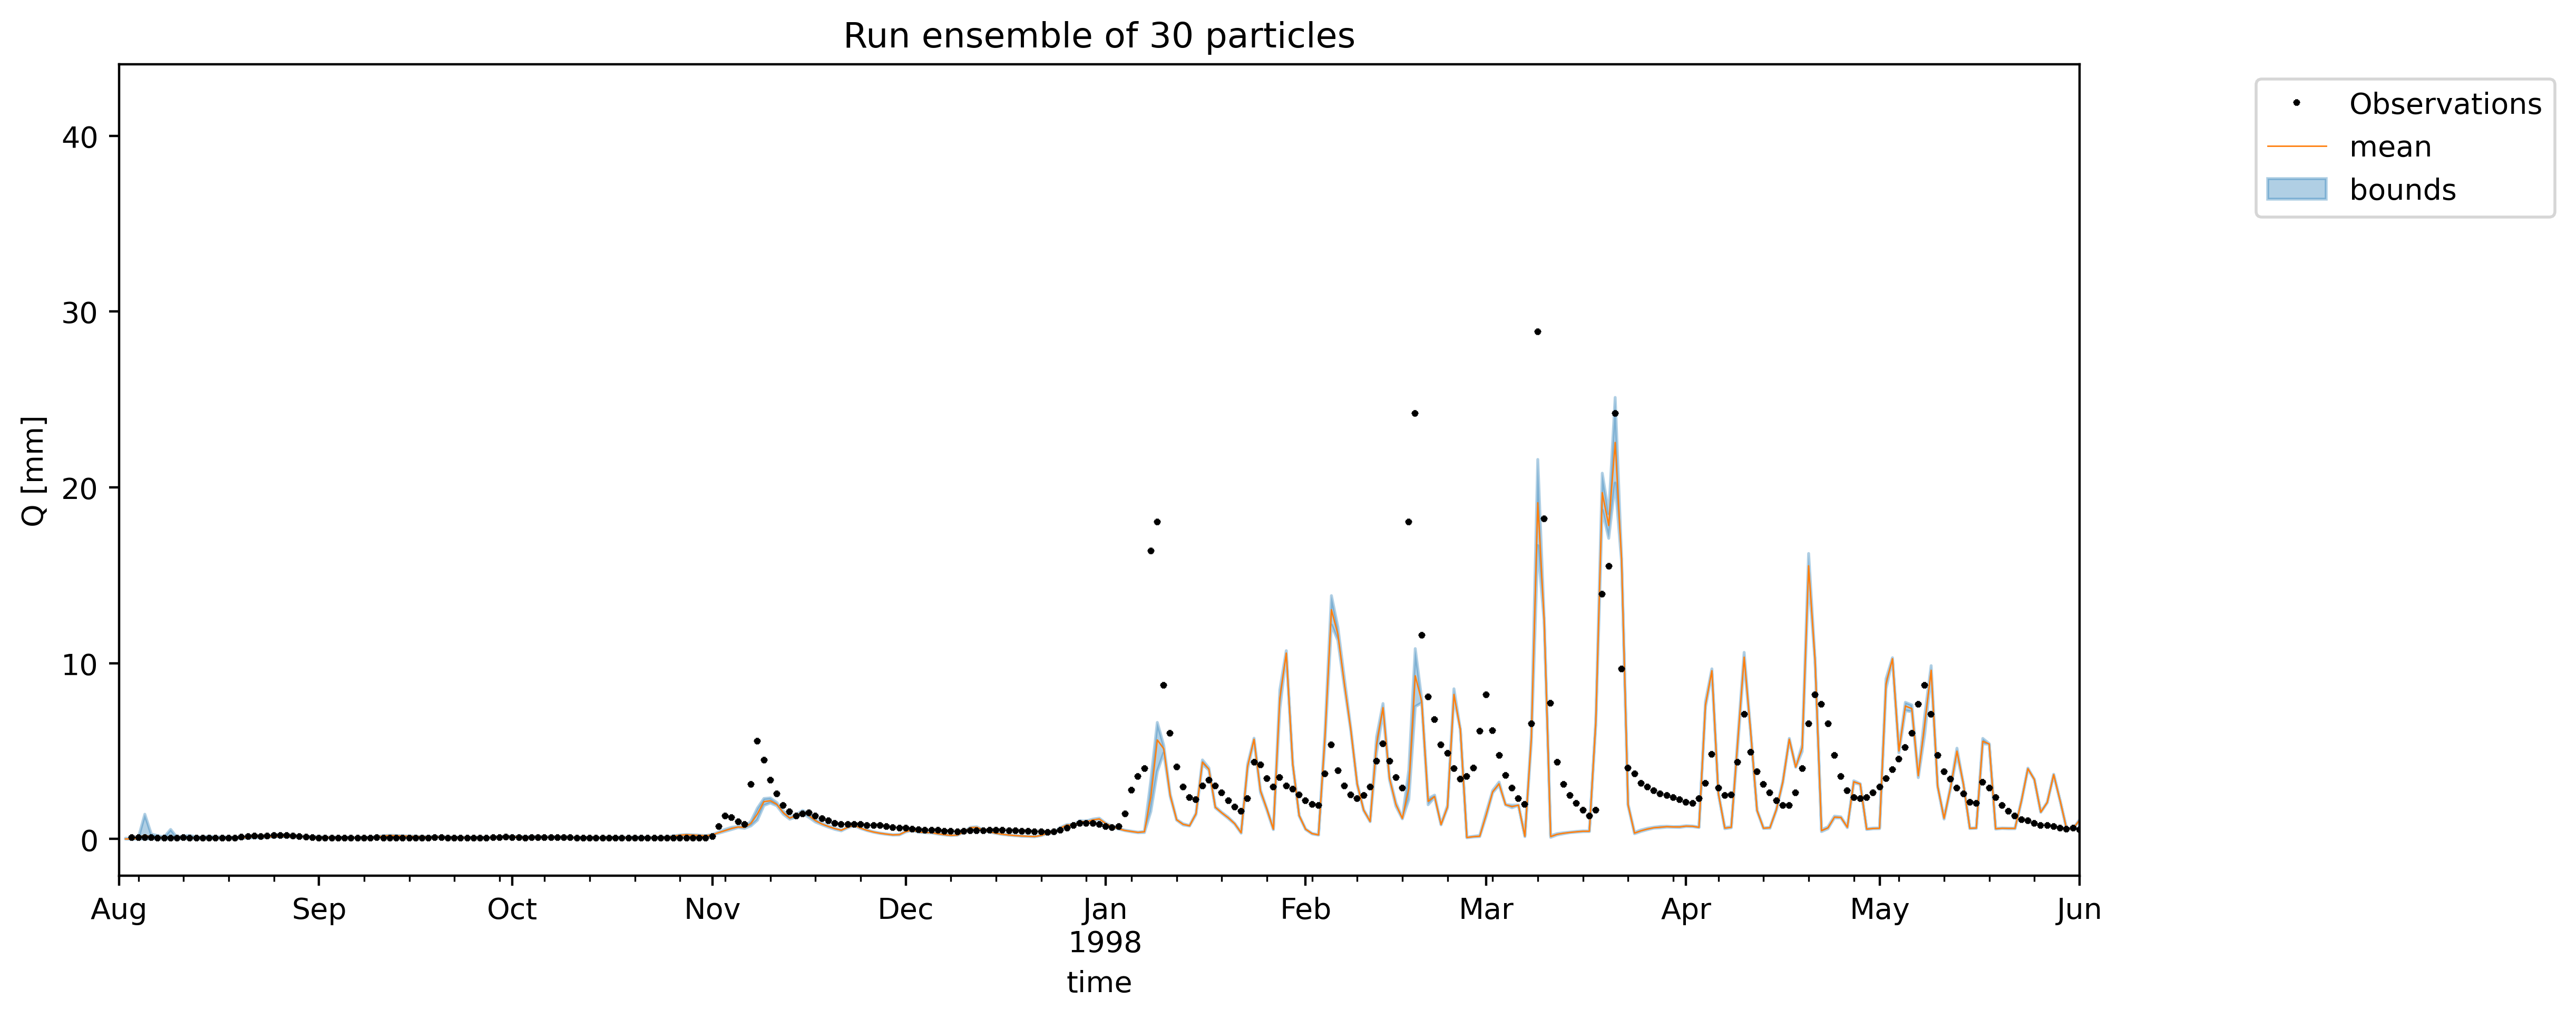 Run ensemble of 30 particles
Observations
mean
bounds
Q [mm]
40
30
20
10
0
Aug Sep Oct Nov Dec Jan Feb Mar Apr May Jun
1998
time